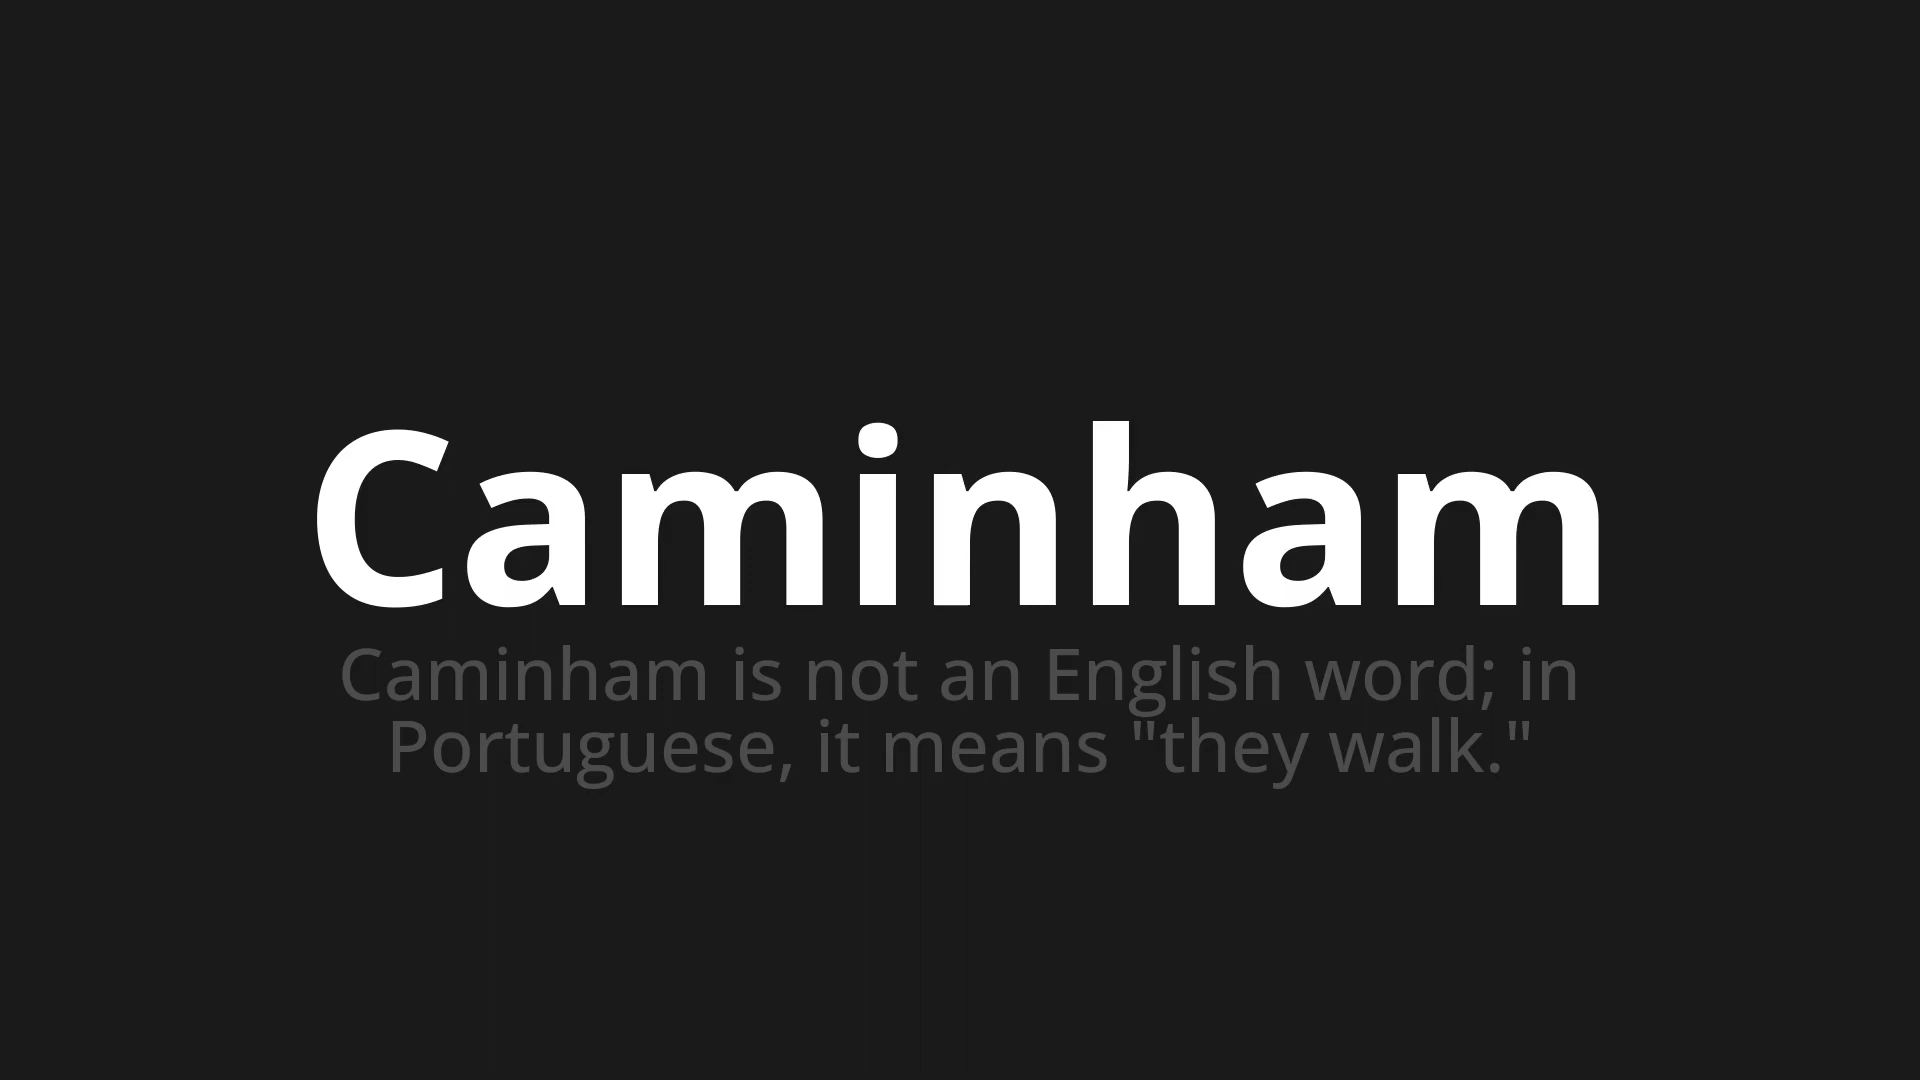 Caminham
Caminham is not an English word; in
Portuguese, it means "they walk."